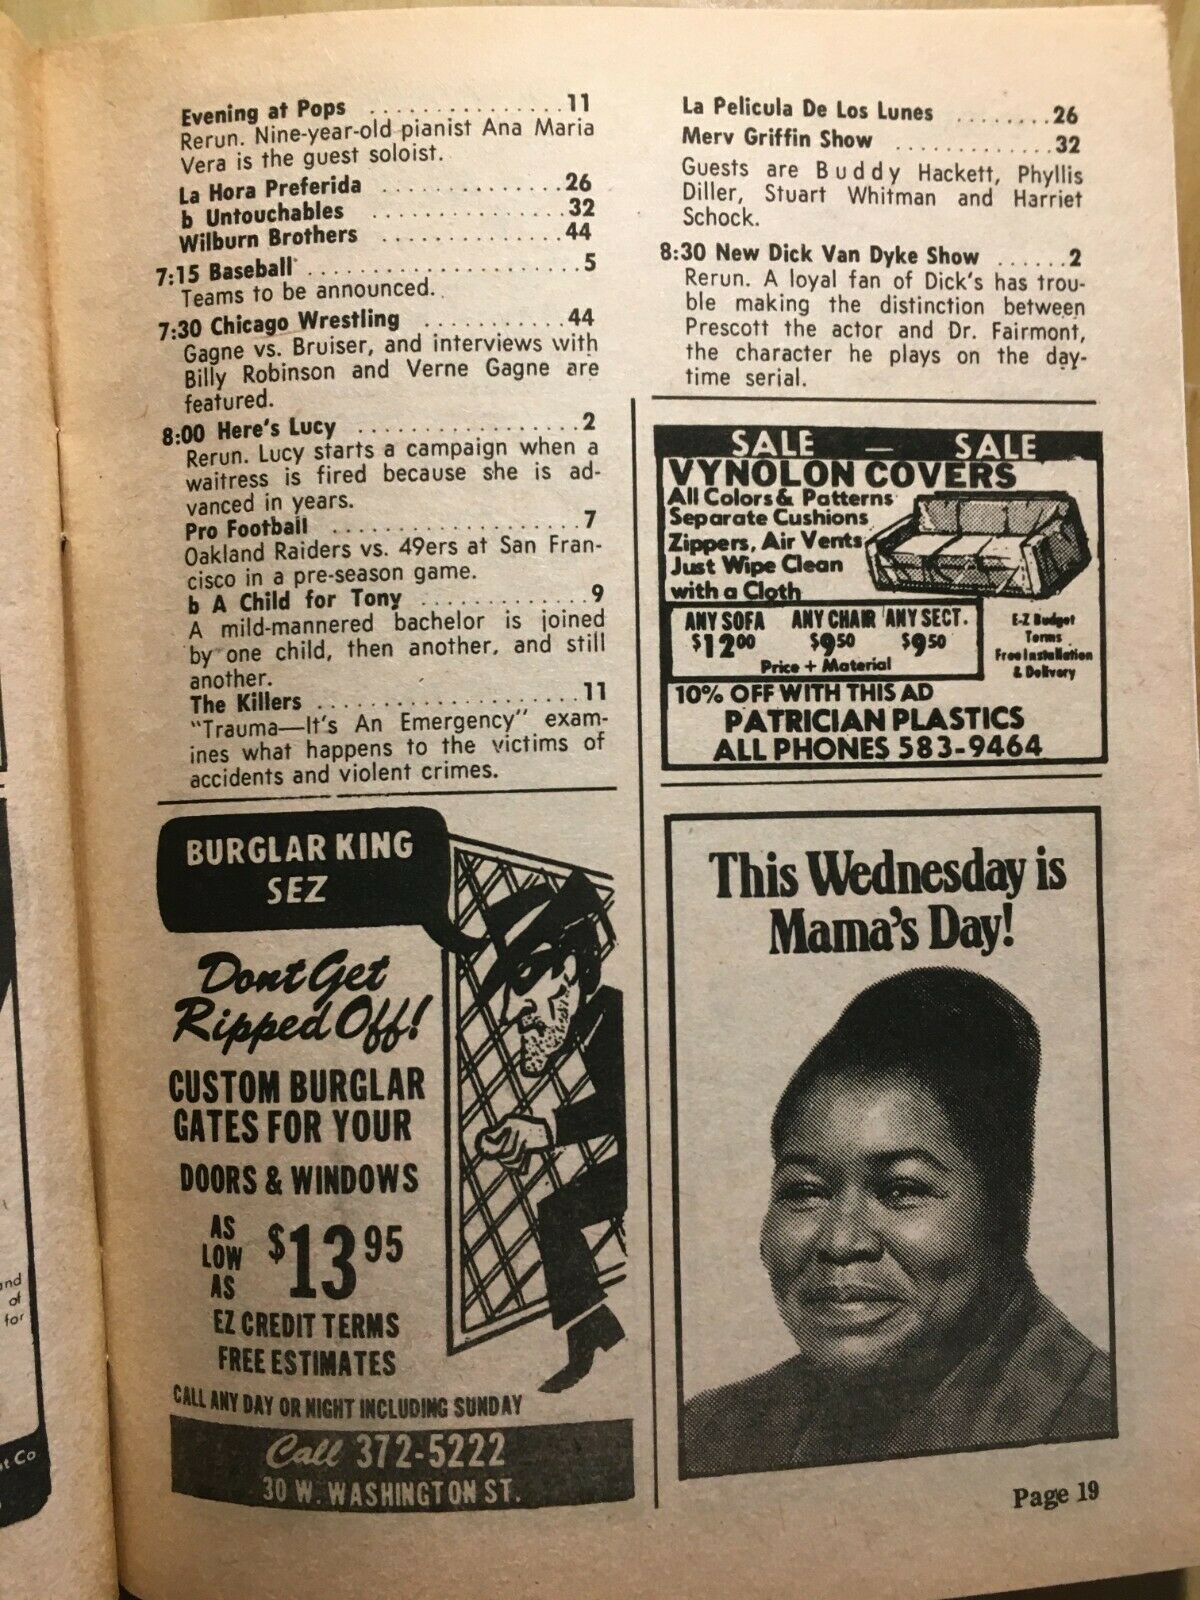 Evening at Pops ................11
Rerun. Nine-year-old pianist Ana Maria
Vera is the guest soloist.
La Hora Preferida ..............26
b Untouchables ................32
Wilburn Brothers ..............44
7:15 Baseball .......................5
Teams to be announced.
7:30 Chicago Wrestling ............44
Gagne vs. Bruiser, and interviews with
Billy Robinson and Verne Gagne are
featured.
8:00 Here's Lucy ...................2
Rerun. Lucy starts a campaign when a
waitress is fired because she is ad-
vanced in years.
Pro Football .....................7
Oakland Raiders vs. 49ers at San Fran-
cisco in a pre-season game.
b A Child for Tony .............9
A mild-mannered bachelor is joined
by one child, then another, and still
another.
The Killers .....................11
"Trauma—It's An Emergency" exam-
ines what happens to the victims of
accidents and violent crimes.
BURGLAR KING
SEZ
Dont Get
Ripped Off!
CUSTOM BURGLAR
GATES FOR YOUR
DOORS & WINDOWS
AS
LOW
AS
$13 95
EZ CREDIT TERMS
FREE ESTIMATES
CALL ANY DAY OR NIGHT INCLUDING SUNDAY
Call 372-5222
30 W. WASHINGTON ST.
La Pelicula De Los Lunes ........26
Merv Griffin Show .............32
Guests are Buddy Hackett, Phyllis
Diller, Stuart Whitman and Harriet
Schock.
8:30 New Dick Van Dyke Show ......2
Rerun. A loyal fan of Dick's has trou-
ble making the distinction between
Prescott the actor and Dr. Fairmont,
the character he plays on the day-
time serial.
SALE — SALE
VYNOLON COVERS
All Colors & Patterns
Separate Cushions
Zippers, Air Vents
Just Wipe Clean
with a Cloth
ANY SOFA ANY CHAIR ANY SECT.
$12 00 $9 50 $9 50
Price + Material
E-Z Budget
Terms
Free Installation
& Delivery
10% OFF WITH THIS AD
PATRICIAN PLASTICS
ALL PHONES 583-9464
This Wednesday is
Mama's Day!
Page 19
and
of
for
Co